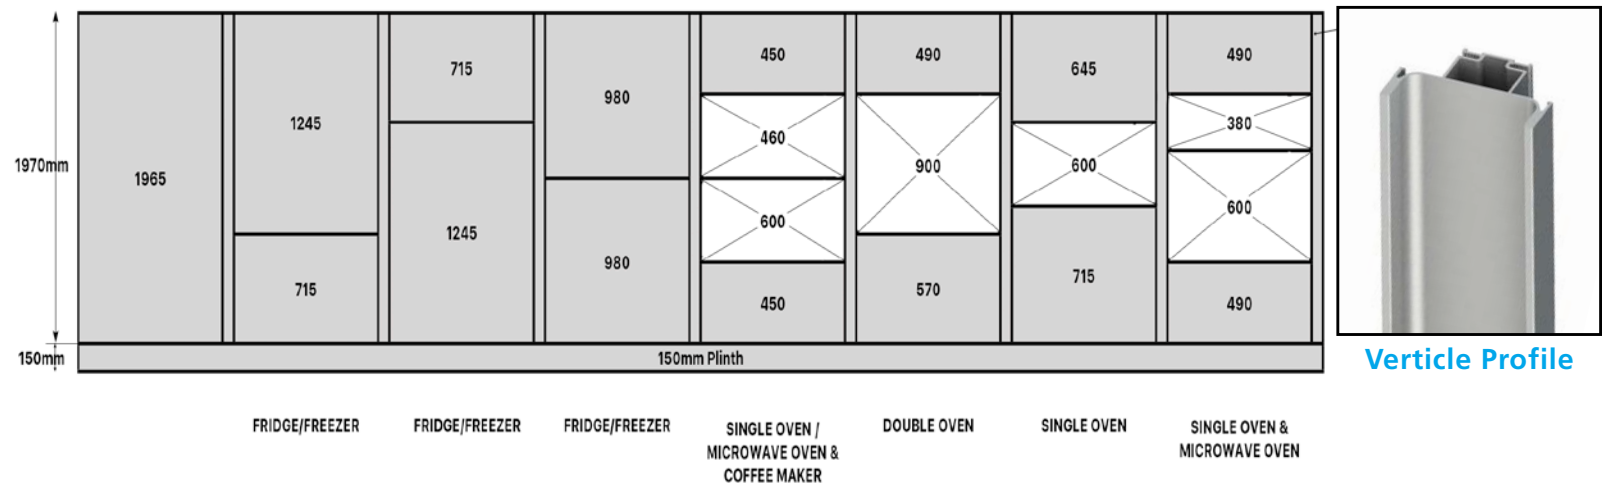 1970mm
150mm
1965
1245
715
715
1245
980
980
450
460
600
450
490
900
570
645
600
715
490
380
600
490
150mm Plinth
FRIDGE/FREEZER
FRIDGE/FREEZER
FRIDGE/FREEZER
SINGLE OVEN /
MICROWAVE OVEN &
COFFEE MAKER
DOUBLE OVEN
SINGLE OVEN
SINGLE OVEN &
MICROWAVE OVEN
Verticle Profile